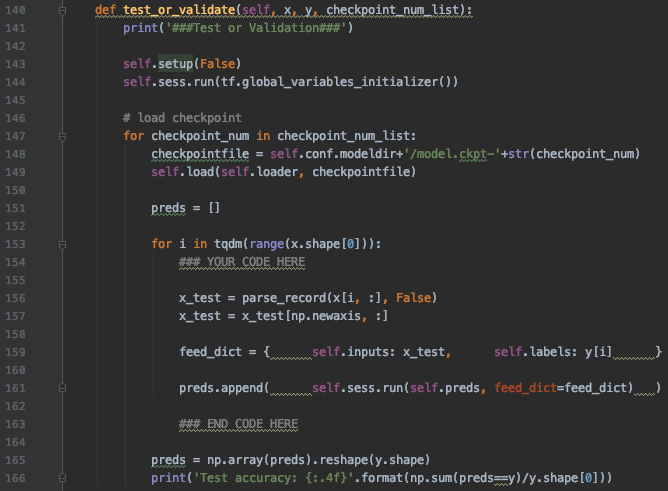 140 def test_or_validate(self, x, y, checkpoint_num_list):
141 print('###Test or Validation###')
142
143 self.setup(False)
144 self.sess.run(tf.global_variables_initializer())
145
146 # load checkpoint
147 for checkpoint_num in checkpoint_num_list:
148 checkpointfile = self.conf.modeldir+'/model.ckpt-'+str(checkpoint_num)
149 self.load(self.loader, checkpointfile)
150
151 preds = []
152
153 for i in tqdm(range(x.shape[0])):
154 ### YOUR CODE HERE
155
156 x_test = parse_record(x[i, :], False)
157 x_test = x_test[np.newaxis, :]
158
159 feed_dict = { self.inputs: x_test, self.labels: y[i] }
160
161 preds.append( self.sess.run(self.preds, feed_dict=feed_dict) )
162
163 ### END CODE HERE
164
165 preds = np.array(preds).reshape(y.shape)
166 print('Test accuracy: {:.4f}'.format(np.sum(preds==y)/y.shape[0]))